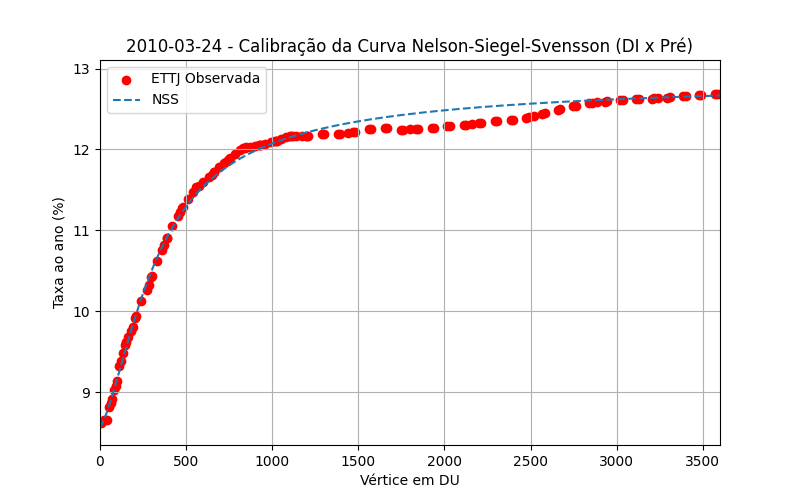 2010-03-24 - Calibração da Curva Nelson-Siegel-Svensson (DI x Pré)
ETTJ Observada
NSS
Taxa ao ano (%)
13
12
11
10
9
0 500 1000 1500 2000 2500 3000 3500
Vértice em DU